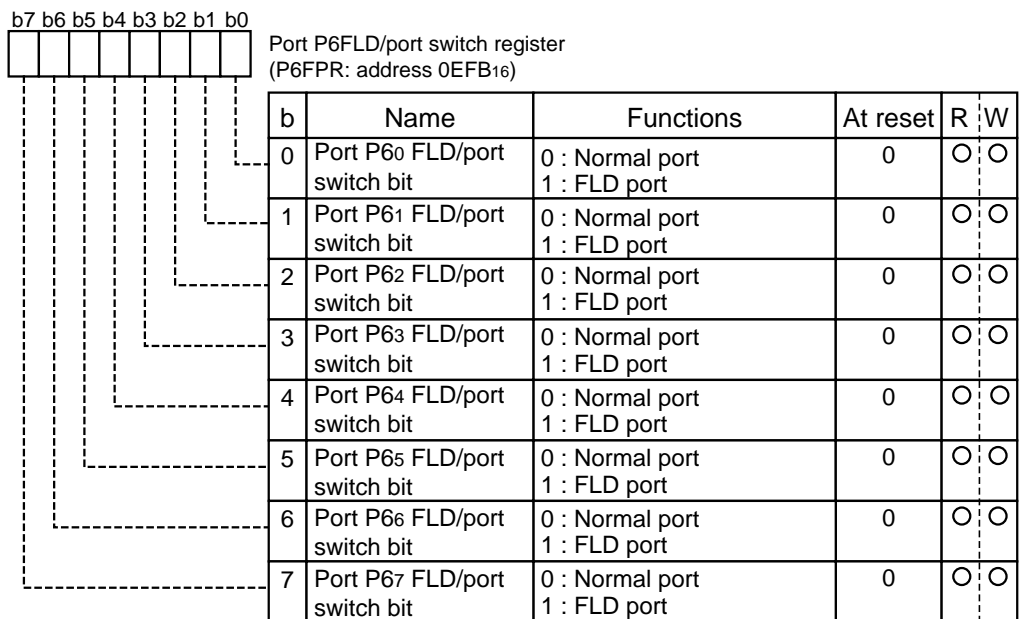 b7 b6 b5 b4 b3 b2 b1 b0
Port P6FLD/port switch register
(P6FPR: address 0EFB16)
b Name Functions At reset R W
0 Port P60 FLD/port 0 : Normal port 0 O O
switch bit 1 : FLD port
1 Port P61 FLD/port 0 : Normal port 0 O O
switch bit 1 : FLD port
2 Port P62 FLD/port 0 : Normal port 0 O O
switch bit 1 : FLD port
3 Port P63 FLD/port 0 : Normal port 0 O O
switch bit 1 : FLD port
4 Port P64 FLD/port 0 : Normal port 0 O O
switch bit 1 : FLD port
5 Port P65 FLD/port 0 : Normal port 0 O O
switch bit 1 : FLD port
6 Port P66 FLD/port 0 : Normal port 0 O O
switch bit 1 : FLD port
7 Port P67 FLD/port 0 : Normal port 0 O O
switch bit 1 : FLD port